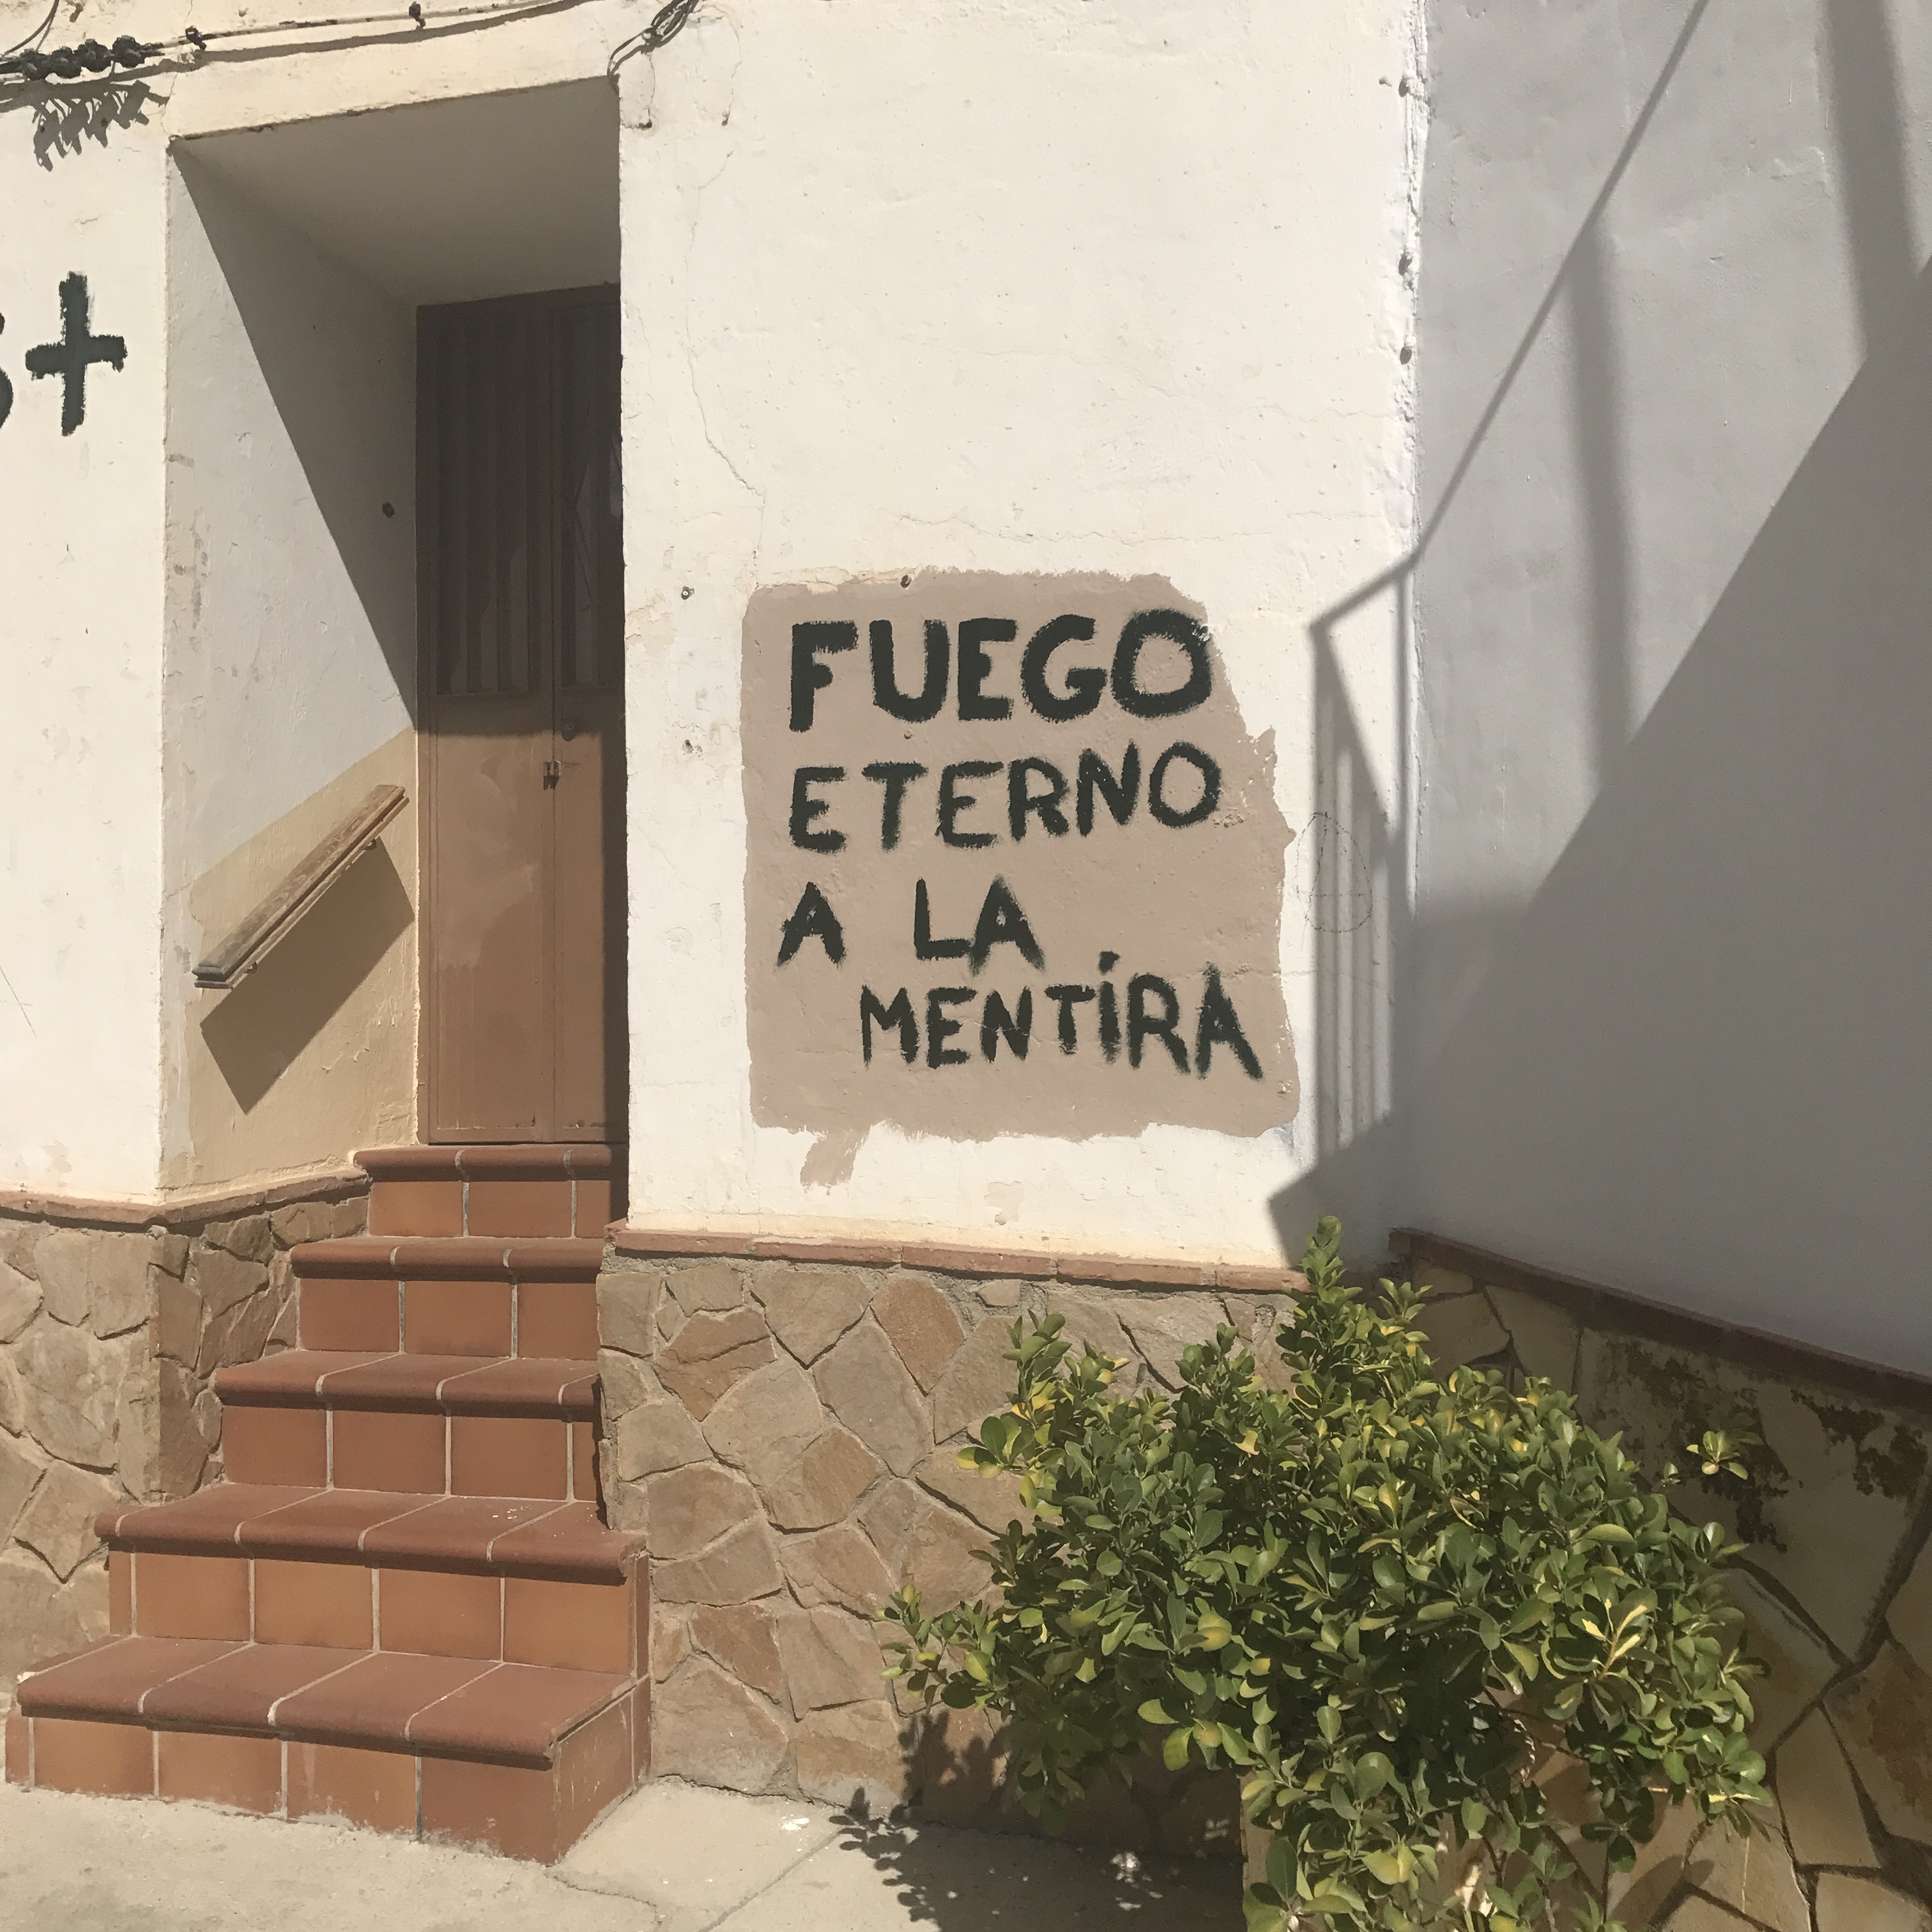 +
FUEGO
ETERNO
A LA
MENTíRA